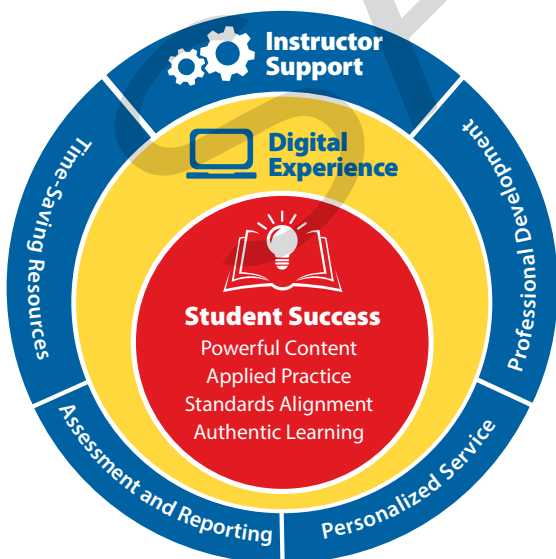 Instructor
Support
Digital
Experience
Student Success
Powerful Content
Applied Practice
Standards Alignment
Authentic Learning
Time-Saving Resources
Professional Development
Assessment and Reporting
Personalized Service